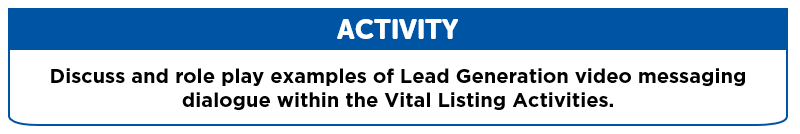 ACTIVITY
Discuss and role play examples of Lead Generation video messaging
dialogue within the Vital Listing Activities.